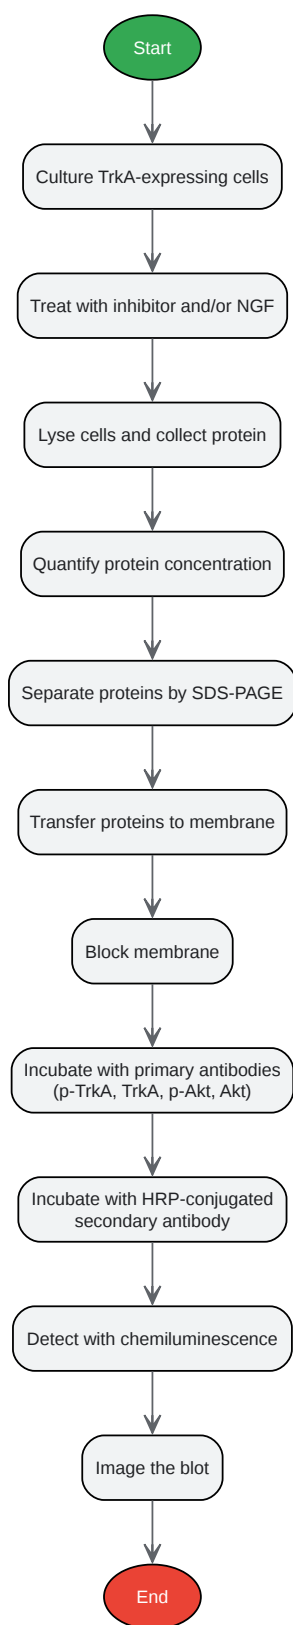 Start
Culture TrkA-expressing cells
Treat with inhibitor and/or NGF
Lyse cells and collect protein
Quantify protein concentration
Separate proteins by SDS-PAGE
Transfer proteins to membrane
Block membrane
Incubate with primary antibodies
(p-TrkA, TrkA, p-Akt, Akt)
Incubate with HRP-conjugated
secondary antibody
Detect with chemiluminescence
Image the blot
End